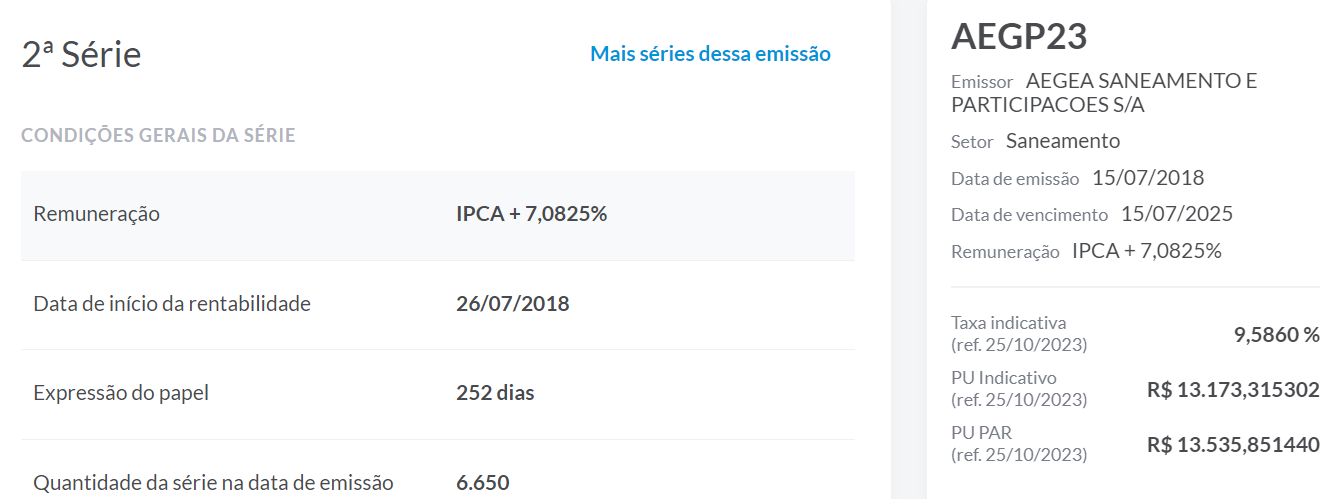 2ª Série
Mais séries dessa emissão
CONDIÇÕES GERAIS DA SÉRIE
Remuneração IPCA + 7,0825%
Data de início da rentabilidade 26/07/2018
Expressão do papel 252 dias
Quantidade da série na data de emissão 6.650
AEGP23
Emissor AEGEA SANEAMENTO E
PARTICIPACOES S/A
Setor Saneamento
Data de emissão 15/07/2018
Data de vencimento 15/07/2025
Remuneração IPCA + 7,0825%
Taxa indicativa
(ref. 25/10/2023) 9,5860 %
PU Indicativo
(ref. 25/10/2023) R$ 13.173,315302
PU PAR
(ref. 25/10/2023) R$ 13.535,851440